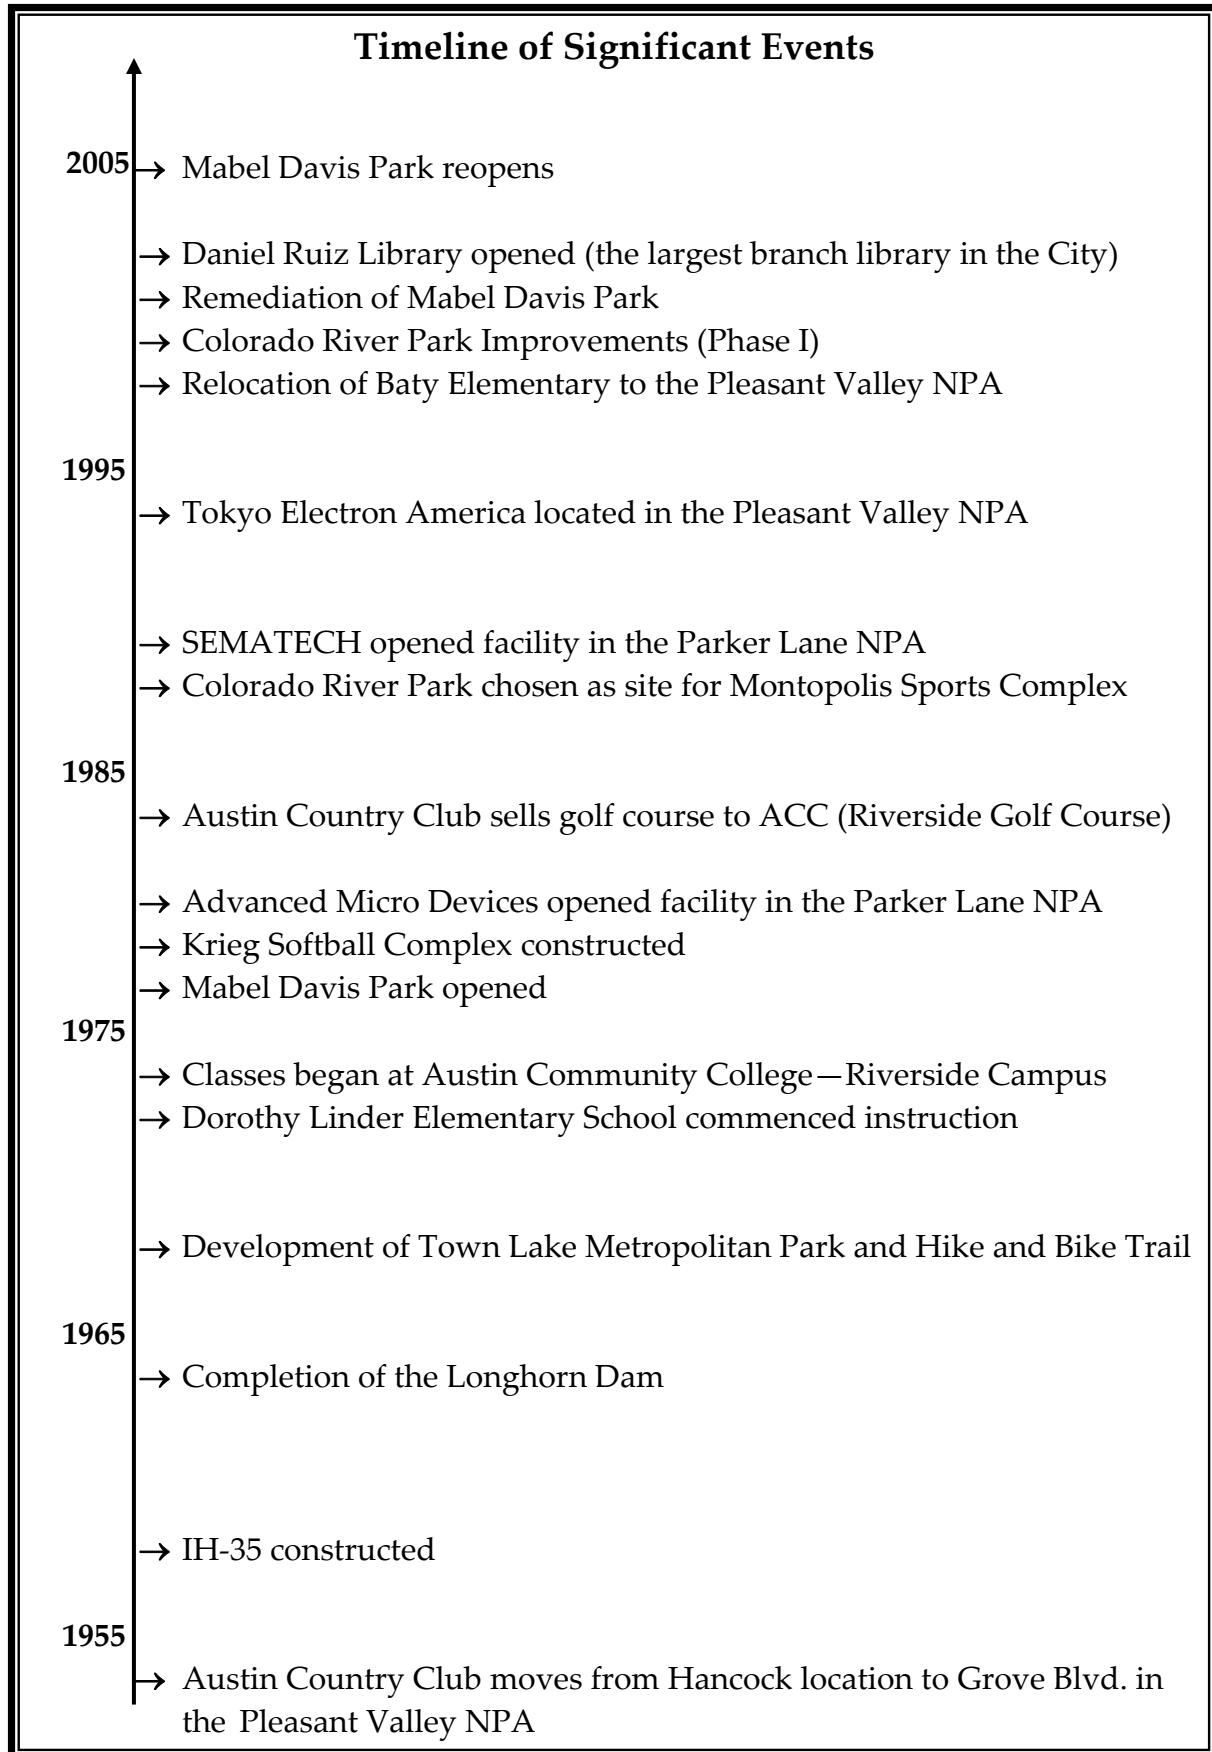 Timeline of Significant Events
2005 → Mabel Davis Park reopens
→ Daniel Ruiz Library opened (the largest branch library in the City)
→ Remediation of Mabel Davis Park
→ Colorado River Park Improvements (Phase I)
→ Relocation of Baty Elementary to the Pleasant Valley NPA
1995
→ Tokyo Electron America located in the Pleasant Valley NPA
→ SEMATECH opened facility in the Parker Lane NPA
→ Colorado River Park chosen as site for Montopolis Sports Complex
1985
→ Austin Country Club sells golf course to ACC (Riverside Golf Course)
→ Advanced Micro Devices opened facility in the Parker Lane NPA
→ Krieg Softball Complex constructed
→ Mabel Davis Park opened
1975
→ Classes began at Austin Community College—Riverside Campus
→ Dorothy Linder Elementary School commenced instruction
→ Development of Town Lake Metropolitan Park and Hike and Bike Trail
1965
→ Completion of the Longhorn Dam
→ IH-35 constructed
1955
→ Austin Country Club moves from Hancock location to Grove Blvd. in
the Pleasant Valley NPA